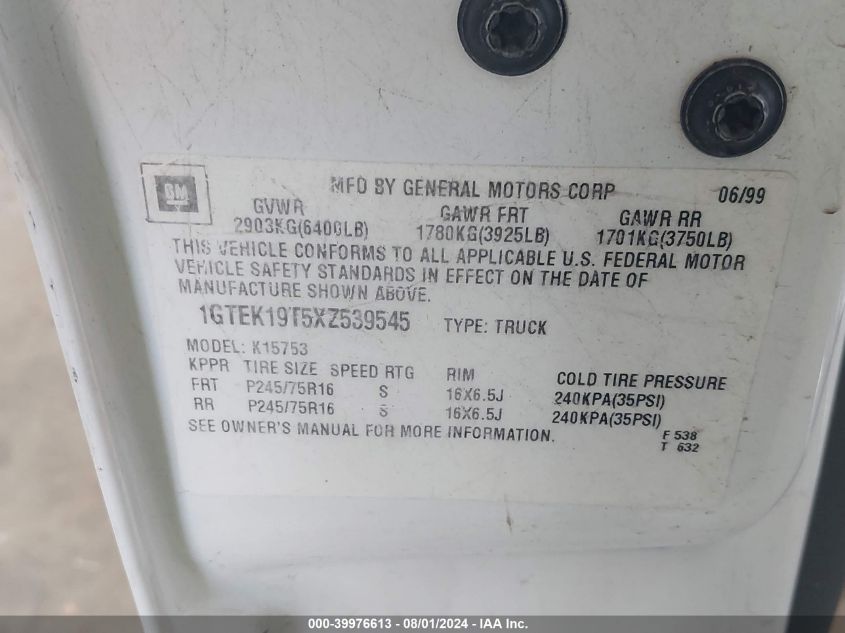 GM
MFD BY GENERAL MOTORS CORP 06/99
GVWR GAWR FRT GAWR RR
2903KG(6400LB) 1780KG(3925LB) 1701KG(3750LB)
THIS VEHICLE CONFORMS TO ALL APPLICABLE U.S. FEDERAL MOTOR
VEHICLE SAFETY STANDARDS IN EFFECT ON THE DATE OF
MANUFACTURE SHOWN ABOVE.
1GTEK19T5XZ539545 TYPE: TRUCK
MODEL: K15753
KPPR TIRE SIZE SPEED RTG RIM COLD TIRE PRESSURE
FRT P245/75R16 S 16X6.5J 240KPA(35PSI)
RR P245/75R16 S 16X6.5J 240KPA(35PSI)
SEE OWNER'S MANUAL FOR MORE INFORMATION.
F 538
T 632
000-39976613 - 08/01/2024 - IAA Inc.